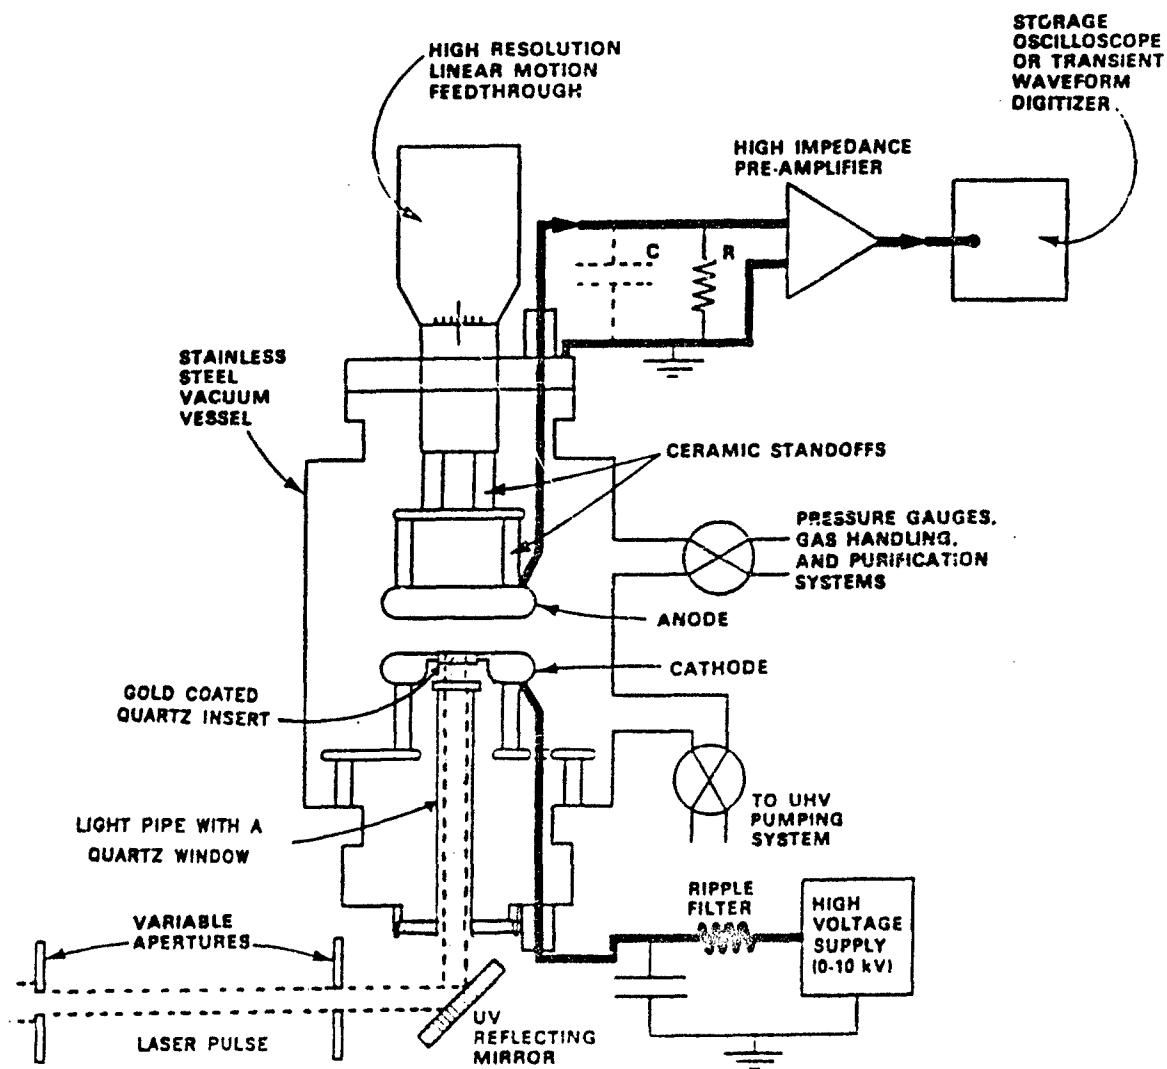 STORAGE
OSCILLOSCOPE
OR TRANSIENT
WAVEFORM
DIGITIZER
HIGH RESOLUTION
LINEAR MOTION
FEEDTHROUGH
HIGH IMPEDANCE
PRE-AMPLIFIER
C
R
STAINLESS
STEEL
VACUUM
VESSEL
CERAMIC STANDOFFS
PRESSURE GAUGES,
GAS HANDLING,
AND PURIFICATION
SYSTEMS
ANODE
CATHODE
GOLD COATED
QUARTZ INSERT
LIGHT PIPE WITH A
QUARTZ WINDOW
TO UHV
PUMPING
SYSTEM
RIPPLE
FILTER
HIGH
VOLTAGE
SUPPLY
(0-10 kV)
VARIABLE
APERTURES
LASER PULSE
UV
REFLECTING
MIRROR